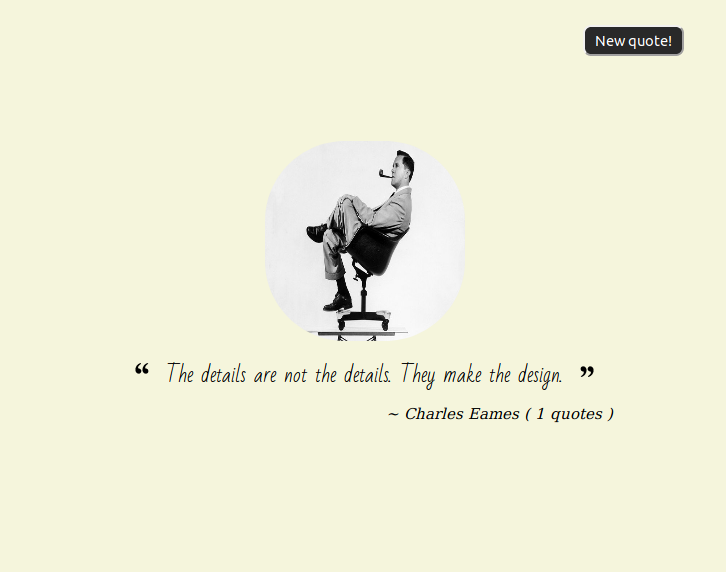 New quote!
“ The details are not the details. They make the design. ”
~ Charles Eames ( 1 quotes )